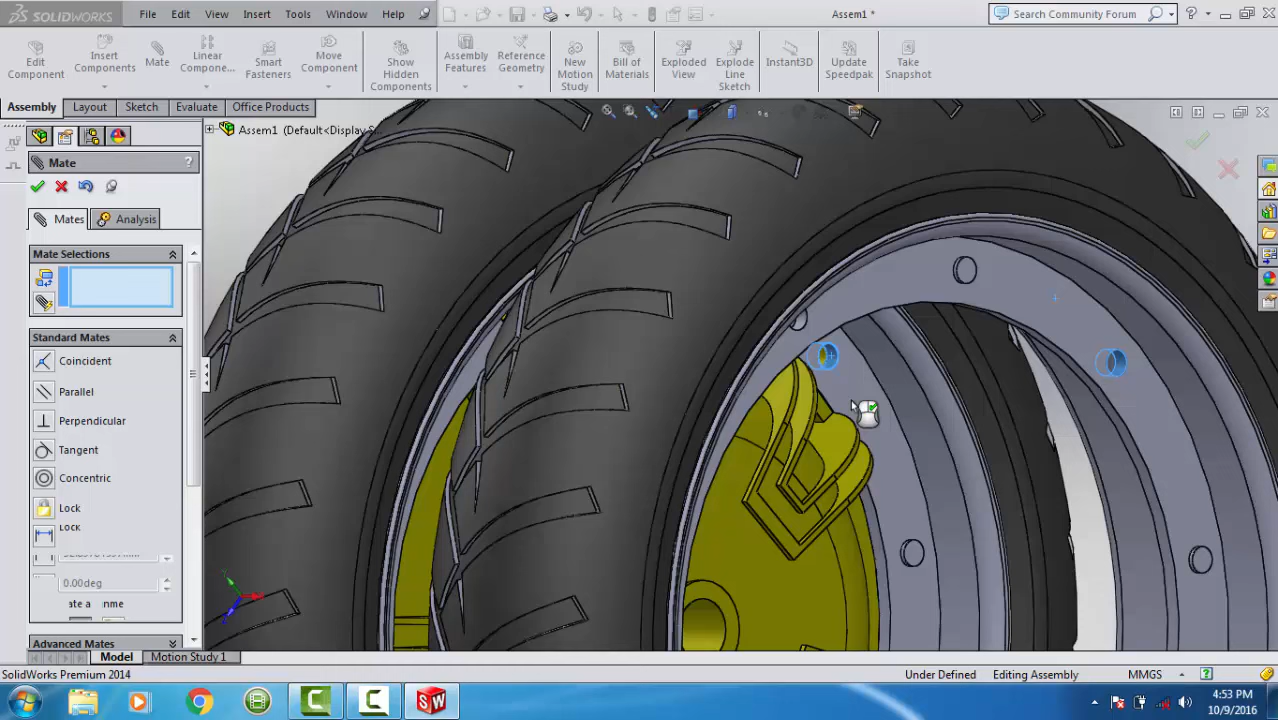 SOLIDWORKS
File Edit View Insert Tools Window Help
Assem1 *
Search Community Forum
Edit Component
Insert Components
Mate
Linear Compone...
Smart Fasteners
Move Component
Show Hidden Components
Assembly Features
Reference Geometry
New Motion Study
Bill of Materials
Exploded View
Explode Line Sketch
Instant3D
Update Speedpak
Take Snapshot
Assembly Layout Sketch Evaluate Office Products
Assem1 (Default<Display S
Mate ?
Mates Analysis
Mate Selections
Standard Mates
Coincident
Parallel
Perpendicular
Tangent
Concentric
Lock
0.00deg
Advanced Mates
Model Motion Study 1
SolidWorks Premium 2014
Under Defined Editing Assembly MMGS ?
SW
4:53 PM
10/9/2016